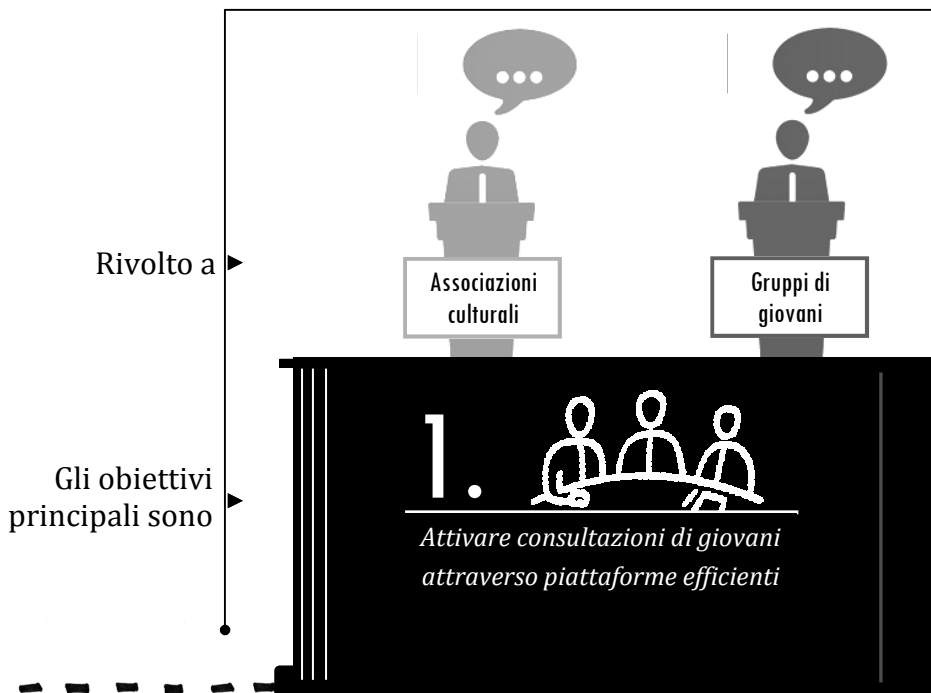 Rivolto a
Associazioni
culturali
Gruppi di
giovani
Gli obiettivi
principali sono
1.
Attivare consultazioni di giovani
attraverso piattaforme efficienti